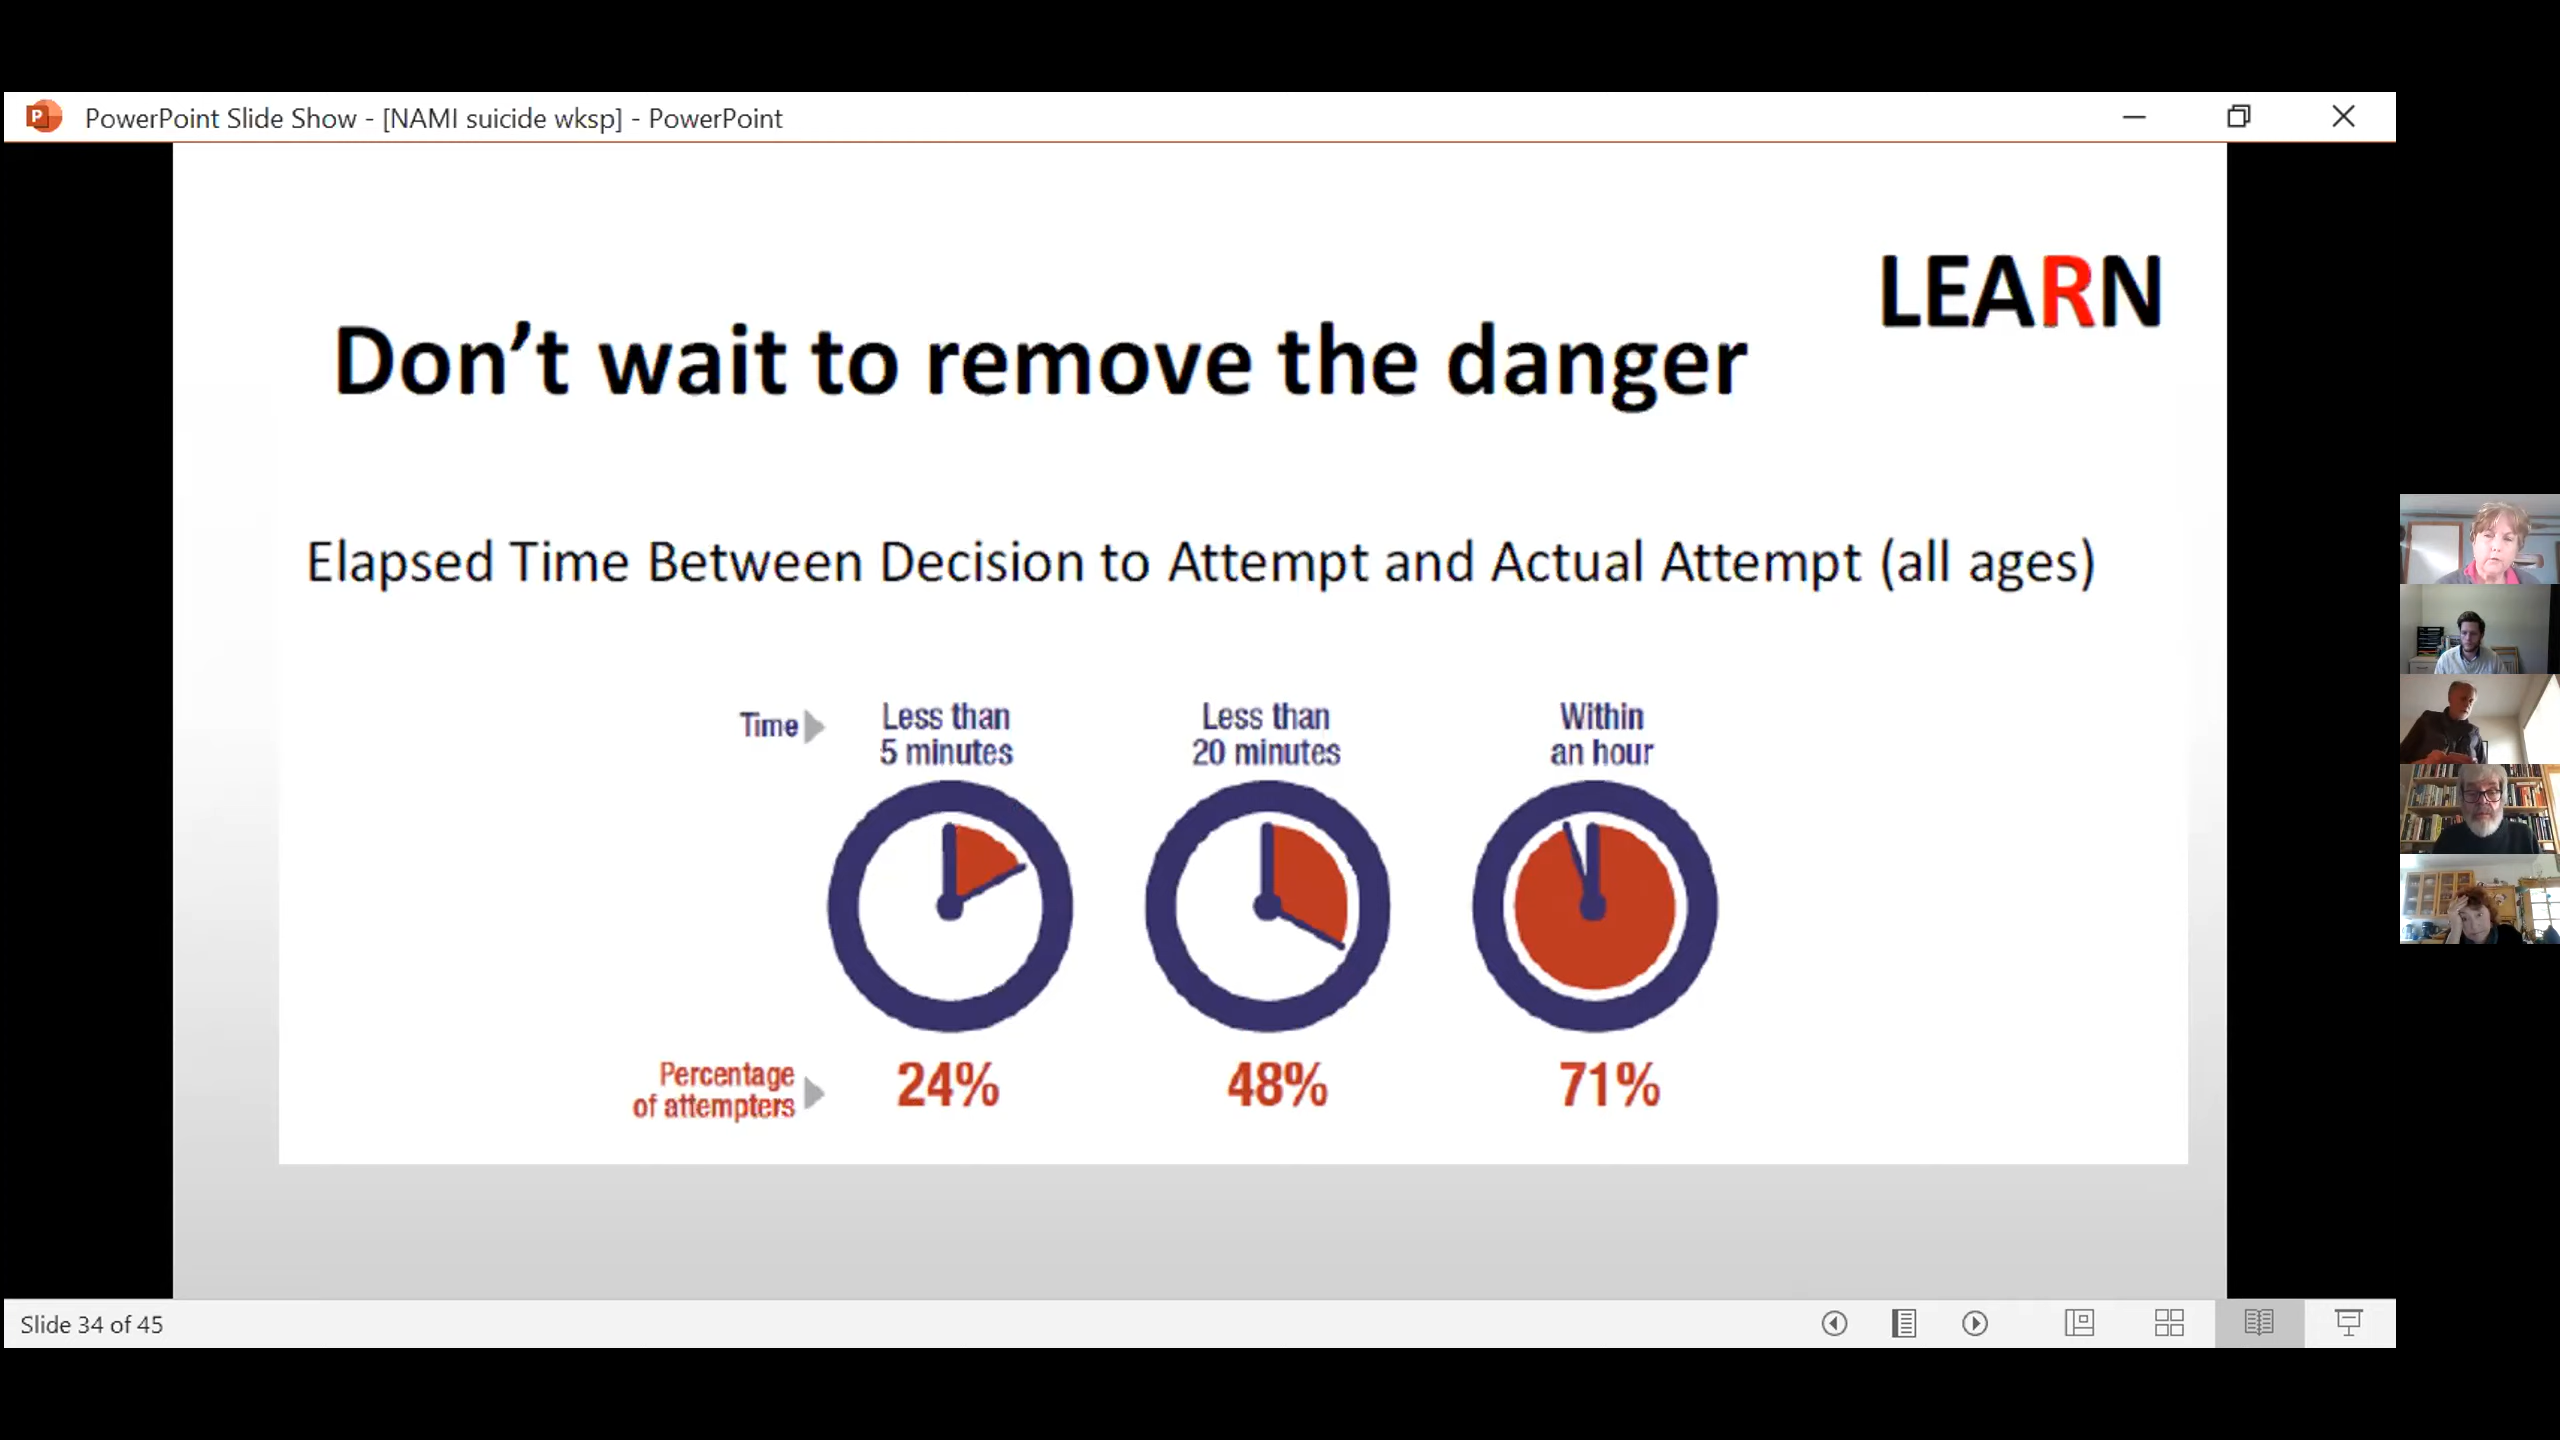 PowerPoint Slide Show - [NAMI suicide wksp] - PowerPoint
LEARN
Don't wait to remove the danger
Elapsed Time Between Decision to Attempt and Actual Attempt (all ages)
Time
Less than
5 minutes
Less than
20 minutes
Within
an hour
Percentage
of attempters
24%
48%
71%
Slide 34 of 45